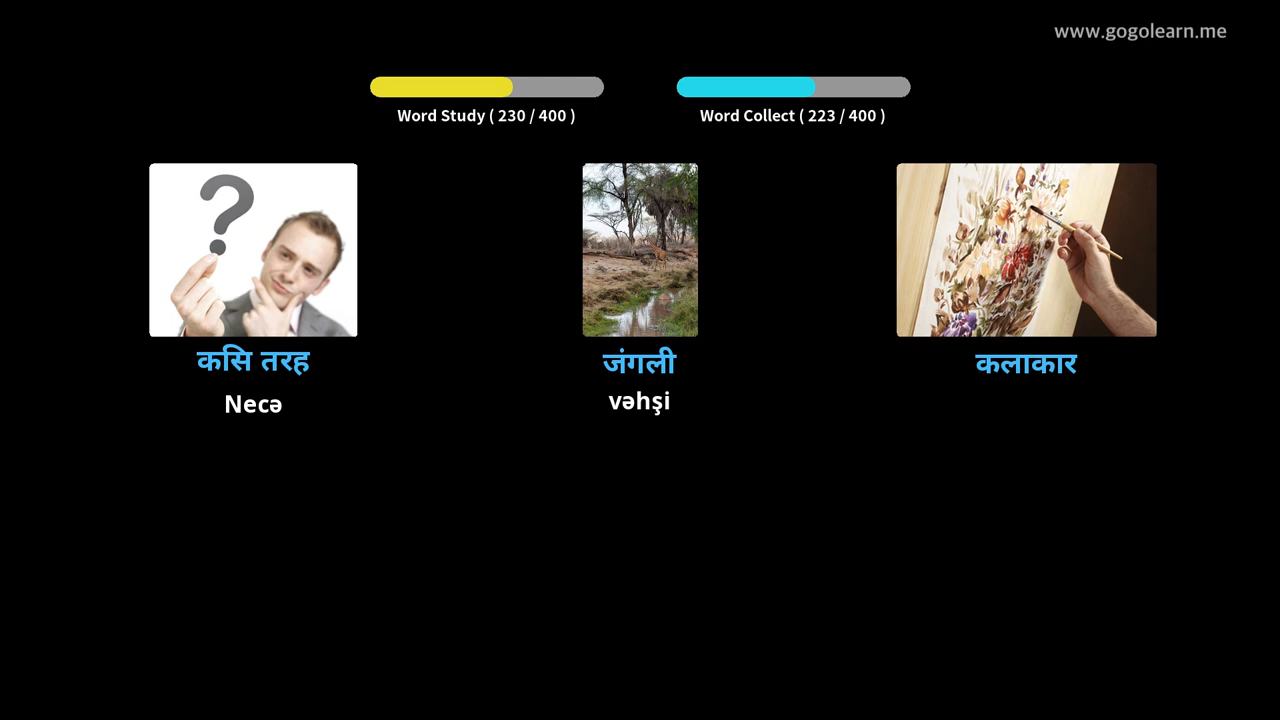 www.gogolearn.me
Word Study ( 230 / 400 )
Word Collect ( 223 / 400 )
कसि तरह
जंगली
कलाकार
Necə
vəhşi